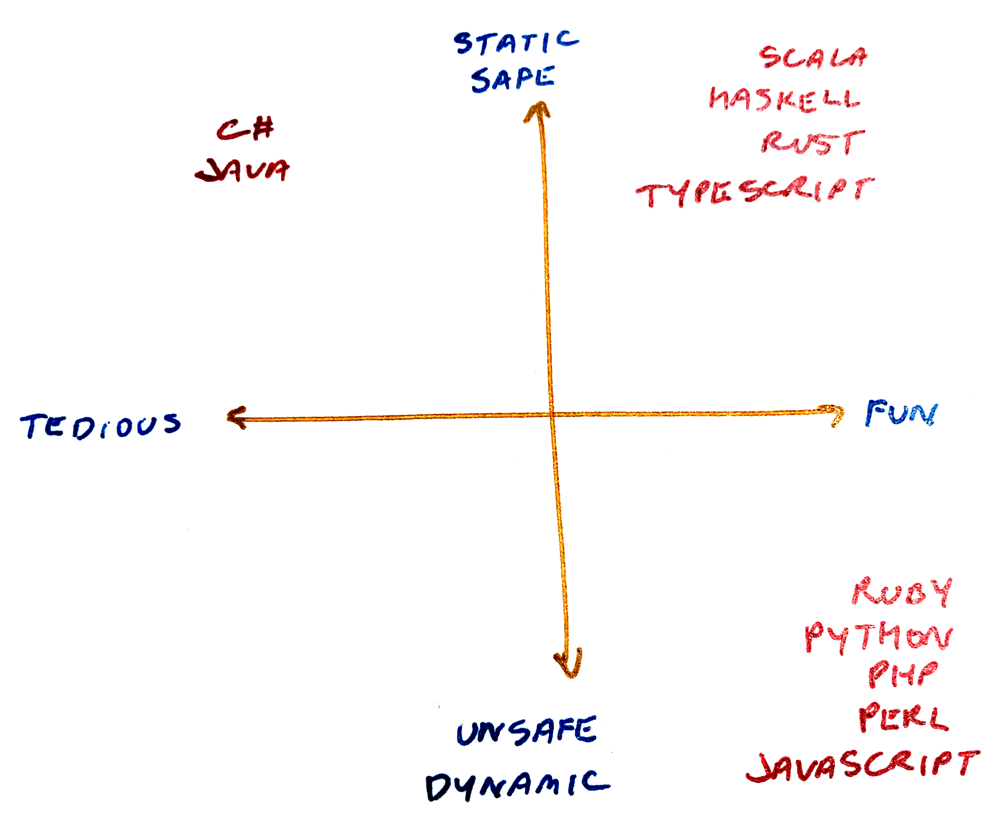 STATIC
SAFE
SCALA
HASKELL
RUST
TYPESCRIPT
C#
JAVA
TEDIOUS
FUN
RUBY
PYTHON
PHP
PERL
JAVASCRIPT
UNSAFE
DYNAMIC